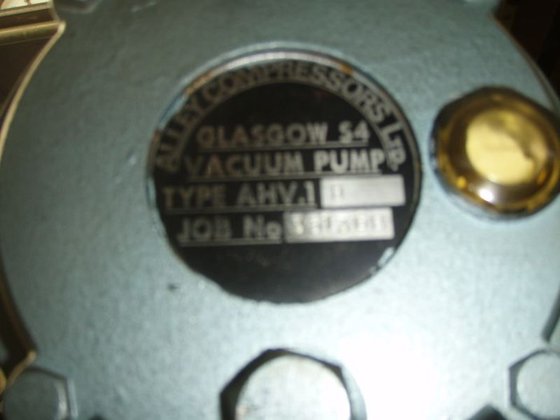 ALLEY COMPRESSORS LTD.
GLASGOW S4
VACUUM PUMP
TYPE AHV.1
JOB No